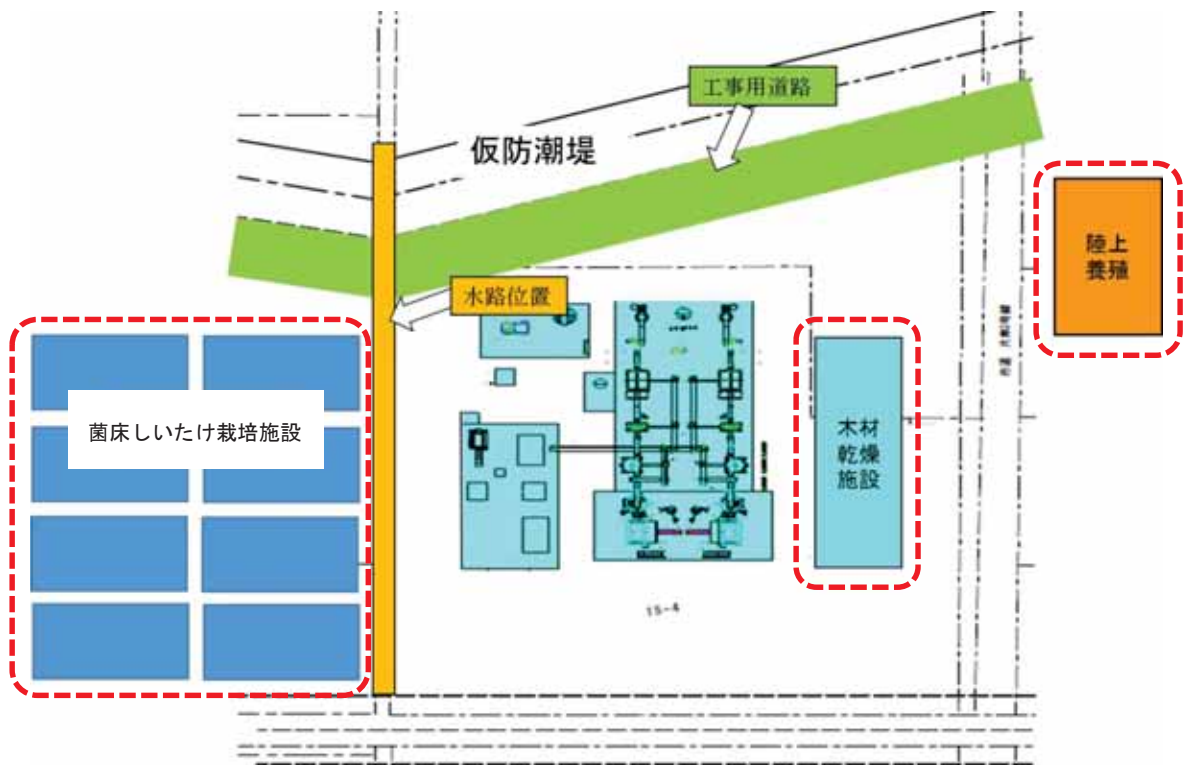 工事用道路
仮防潮堤
陸上
養殖
水路位置
菌床しいたけ栽培施設
木材
乾燥
施設
15-4